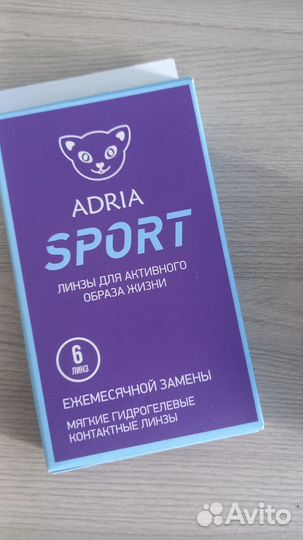 ADRIA
SPORT
ЛИНЗЫ ДЛЯ АКТИВНОГО
ОБРАЗА ЖИЗНИ
6
ЛИНЗ
ЕЖЕМЕСЯЧНОЙ ЗАМЕНЫ
МЯГКИЕ ГИДРОГЕЛЕВЫЕ
КОНТАКТНЫЕ ЛИНЗЫ
Avito